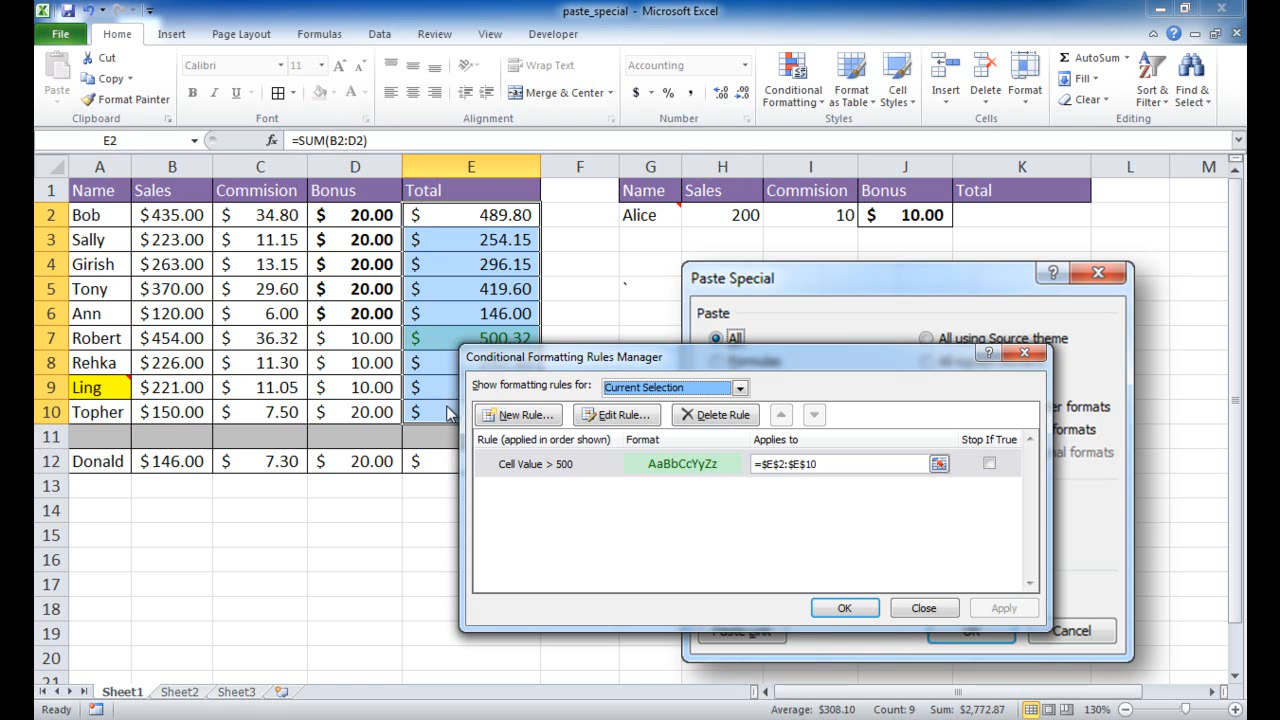 paste_special - Microsoft Excel
File Home Insert Page Layout Formulas Data Review View Developer
Paste
Cut
Copy
Format Painter
Clipboard
Calibri 11
B I U A
Font
Wrap Text
Merge & Center
Alignment
Accounting
$ % ,
Number
Conditional Formatting
Format as Table
Cell Styles
Styles
Insert Delete Format
Cells
Σ AutoSum
Fill
Clear
Sort & Filter
Find & Select
Editing
E2 fx =SUM(B2:D2)
A B C D E F G H I J K L M
1 Name Sales Commision Bonus Total Name Sales Commision Bonus Total
2 Bob $ 435.00 $ 34.80 $ 20.00 $ 489.80 Alice 200 10 $ 10.00
3 Sally $ 223.00 $ 11.15 $ 20.00 $ 254.15
4 Girish $ 263.00 $ 13.15 $ 20.00 $ 296.15
5 Tony $ 370.00 $ 29.60 $ 20.00 $ 419.60 `
6 Ann $ 120.00 $ 6.00 $ 20.00 $ 146.00
7 Robert $ 454.00 $ 36.32 $ 10.00 $ 500.32
8 Rehka $ 226.00 $ 11.30 $ 10.00 $
9 Ling $ 221.00 $ 11.05 $ 10.00 $
10 Topher $ 150.00 $ 7.50 $ 20.00 $
11
12 Donald $ 146.00 $ 7.30 $ 20.00 $
13
14
15
16
17
18
19
20
21
Paste Special
Paste
All All using Source theme
Formulas
er formats
formats
nal formats
Paste Link OK Cancel
Conditional Formatting Rules Manager
Show formatting rules for: Current Selection
New Rule... Edit Rule... Delete Rule
Rule (applied in order shown) Format Applies to Stop If True
Cell Value > 500 AaBbCcYyZz =$E$2:$E$10
OK Close Apply
Sheet1 Sheet2 Sheet3
Ready Average: $308.10 Count: 9 Sum: $2,772.87 130%